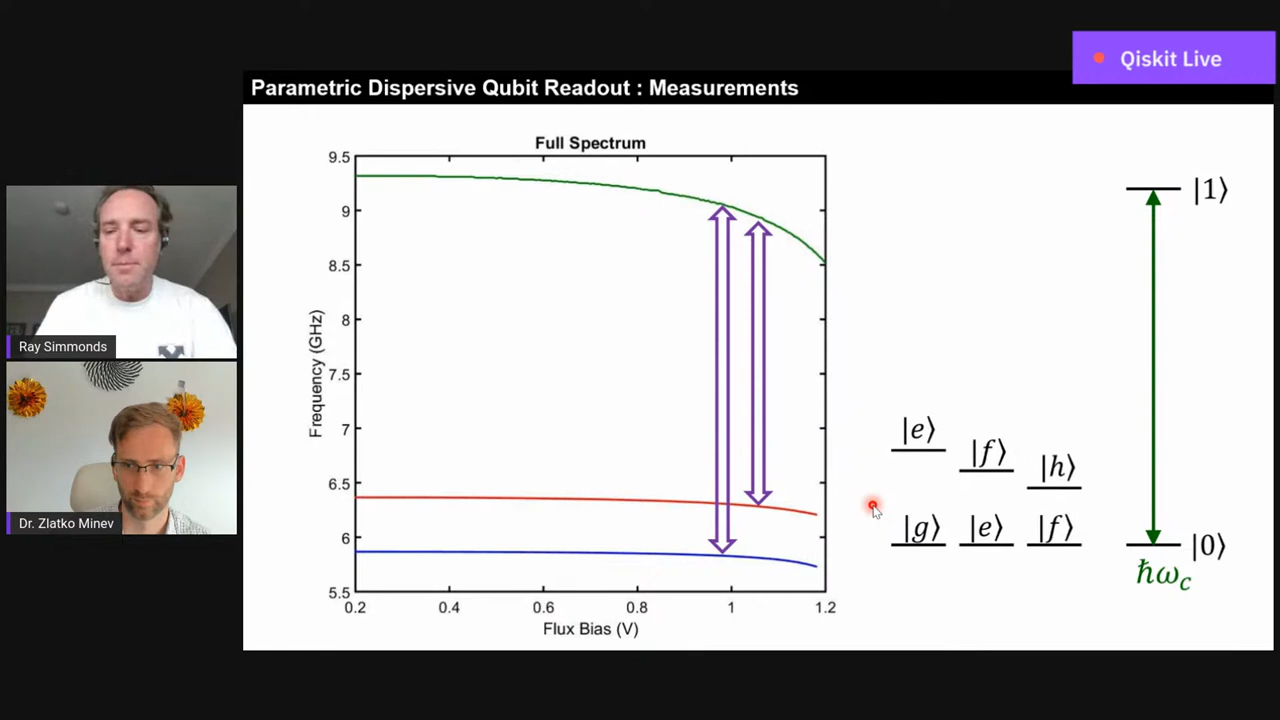 Qiskit Live
Parametric Dispersive Qubit Readout : Measurements
Full Spectrum
9.5
9
8.5
8
7.5
7
6.5
6
5.5
Frequency (GHz)
0.2 0.4 0.6 0.8 1 1.2
Flux Bias (V)
|e⟩ |f⟩ |h⟩
|g⟩ |e⟩ |f⟩
|1⟩
|0⟩
ℏω_c
Ray Simmonds
Dr. Zlatko Minev